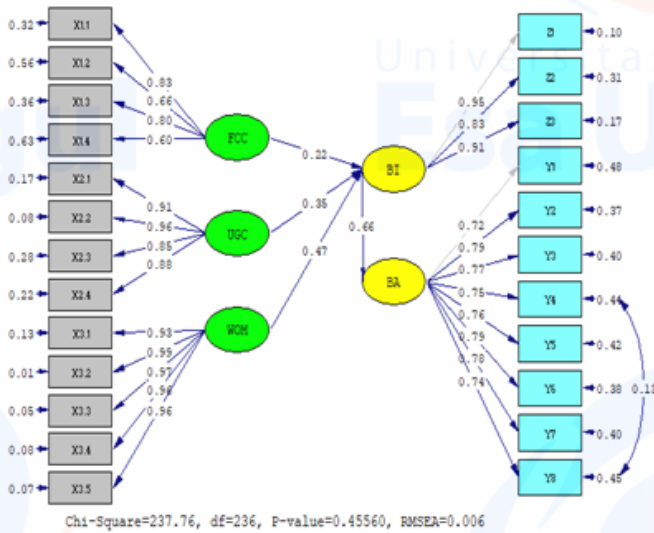 Universita
Esa U
0.32 X1.1
0.56 X1.2
0.36 X1.3
0.63 X1.4
0.17 X2.1
0.08 X2.2
0.28 X2.3
0.22 X2.4
0.13 X3.1
0.01 X3.2
0.05 X3.3
0.08 X3.4
0.07 X3.5
0.83
0.66
0.80
0.60
0.91
0.96
0.85
0.88
0.93
0.99
0.97
0.96
0.96
FCC
UGC
WOM
0.22
0.35
0.47
BI
0.66
BA
0.95
0.83
0.91
0.72
0.79
0.77
0.75
0.76
0.79
0.78
0.74
Z1 0.10
Z2 0.31
Z3 0.17
Y1 0.48
Y2 0.37
Y3 0.40
Y4 0.44
Y5 0.42
Y6 0.38
Y7 0.40
Y8 0.45
Chi-Square=237.76, df=236, P-value=0.45560, RMSEA=0.006